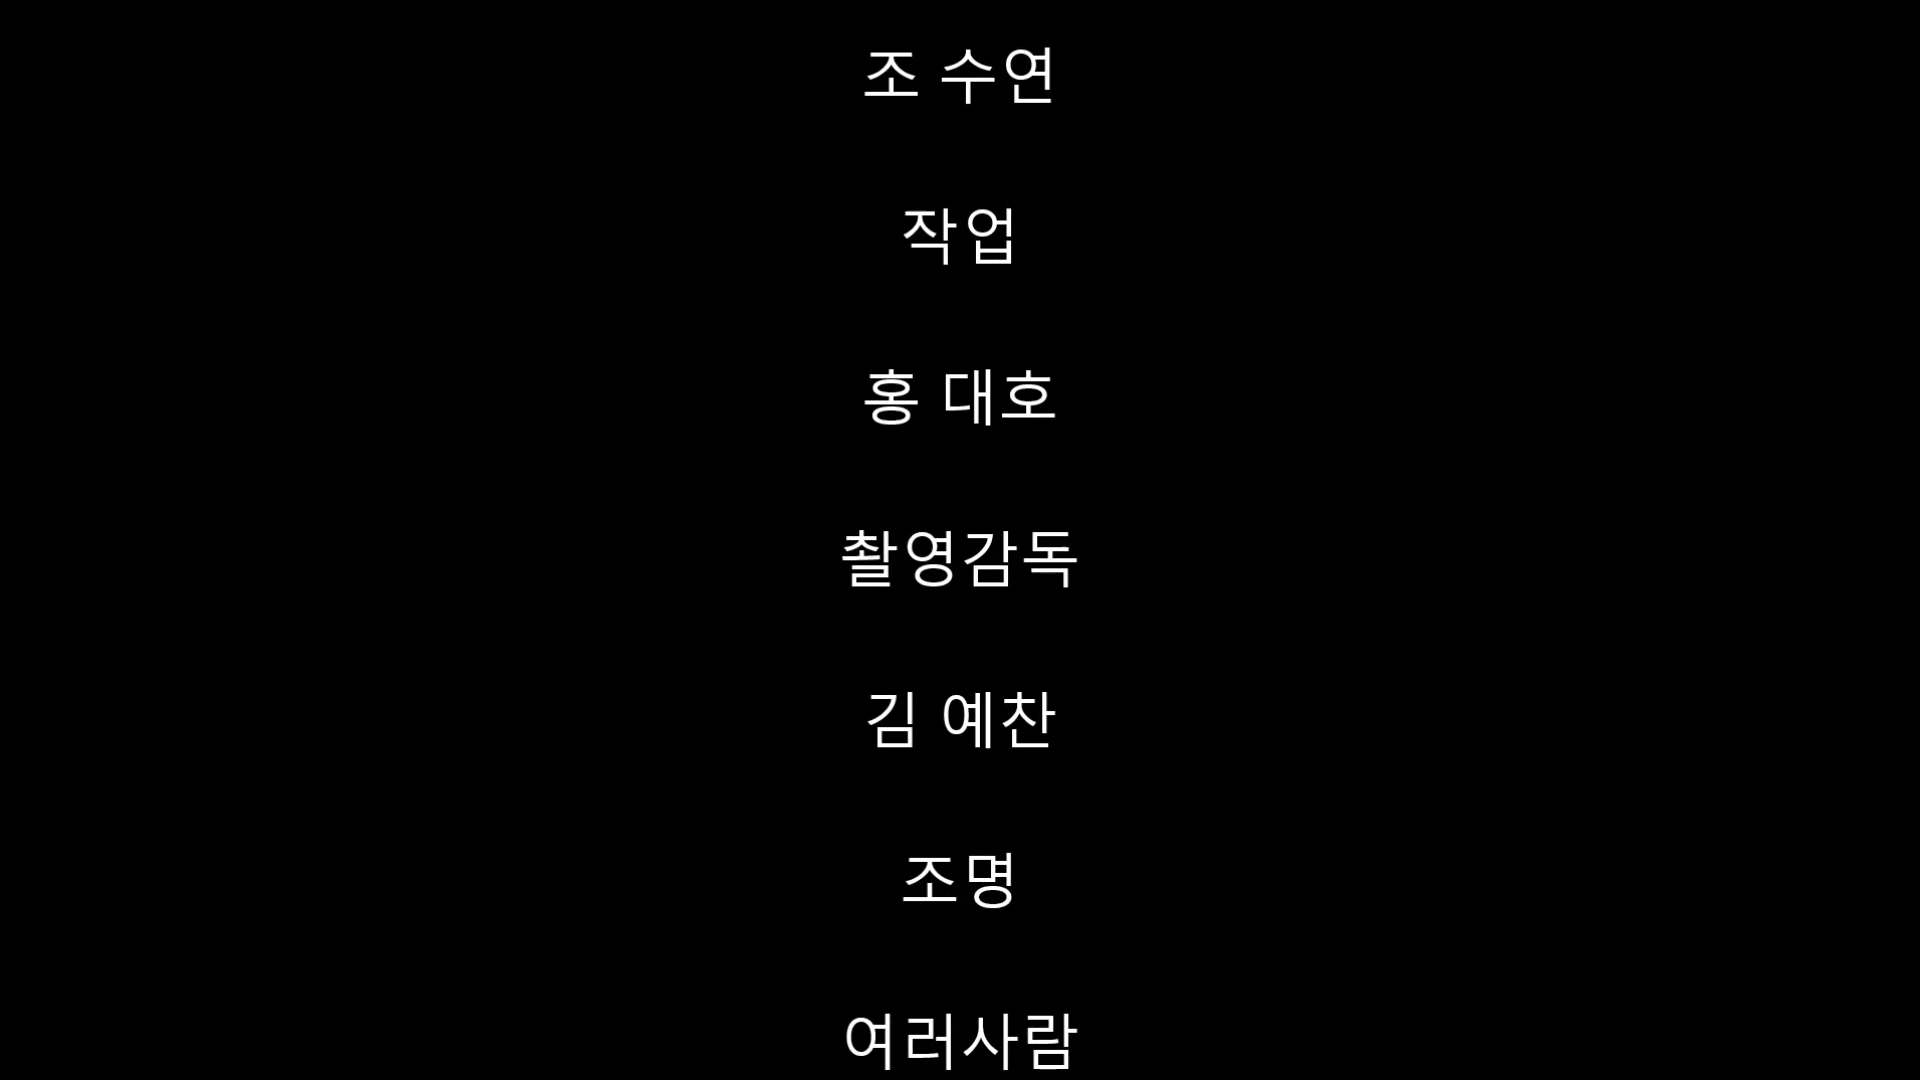 조 수연
작업
홍 대호
촬영감독
김 예찬
조명
여러사람